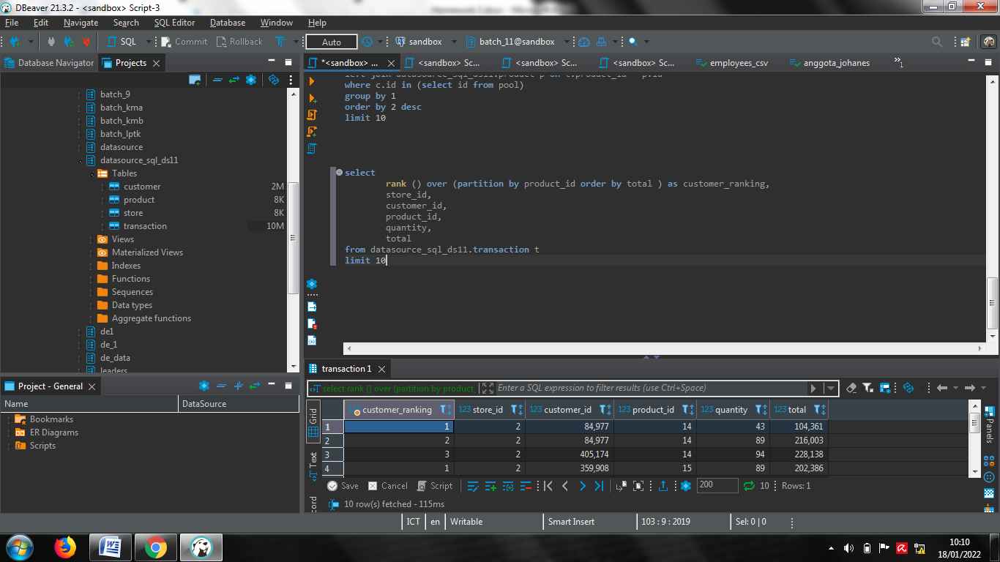 DBeaver 21.3.2 - <sandbox> Script-3
File Edit Navigate Search SQL Editor Database Window Help
SQL Commit Rollback Auto sandbox batch_11@sandbox
Database Navigator Projects
*<sandbox> ... <sandbox> Sc... <sandbox> Sc... <sandbox> Sc... employees_csv anggota_johanes 1
batch_9
batch_kma
batch_kmb
batch_lptk
datasource
datasource_sql_ds11
Tables
customer 2M
product 8K
store 8K
transaction 10M
Views
Materialized Views
Indexes
Functions
Sequences
Data types
Aggregate functions
de1
de_1
de_data
leaders
left join datasource_sql_ds11.product p on t.product_id = p.id
where c.id in (select id from pool)
group by 1
order by 2 desc
limit 10
select
rank () over (partition by product_id order by total ) as customer_ranking,
store_id,
customer_id,
product_id,
quantity,
total
from datasource_sql_ds11.transaction t
limit 10
Project - General
Name DataSource
Bookmarks
ER Diagrams
Scripts
transaction 1
select rank () over (partition by product_ Enter a SQL expression to filter results (use Ctrl+Space)
Grid
Text
cord
Panels
123 customer_ranking 123 store_id 123 customer_id 123 product_id 123 quantity 123 total
1 1 2 84,977 14 43 104,361
2 2 2 84,977 14 89 216,003
3 3 2 405,174 14 94 228,138
4 1 2 359,908 15 89 202,386
Save Cancel Script 200 10 Rows: 1
10 row(s) fetched - 115ms
ICT en Writable Smart Insert 103 : 9 : 2019 Sel: 0 | 0
10:10
18/01/2022